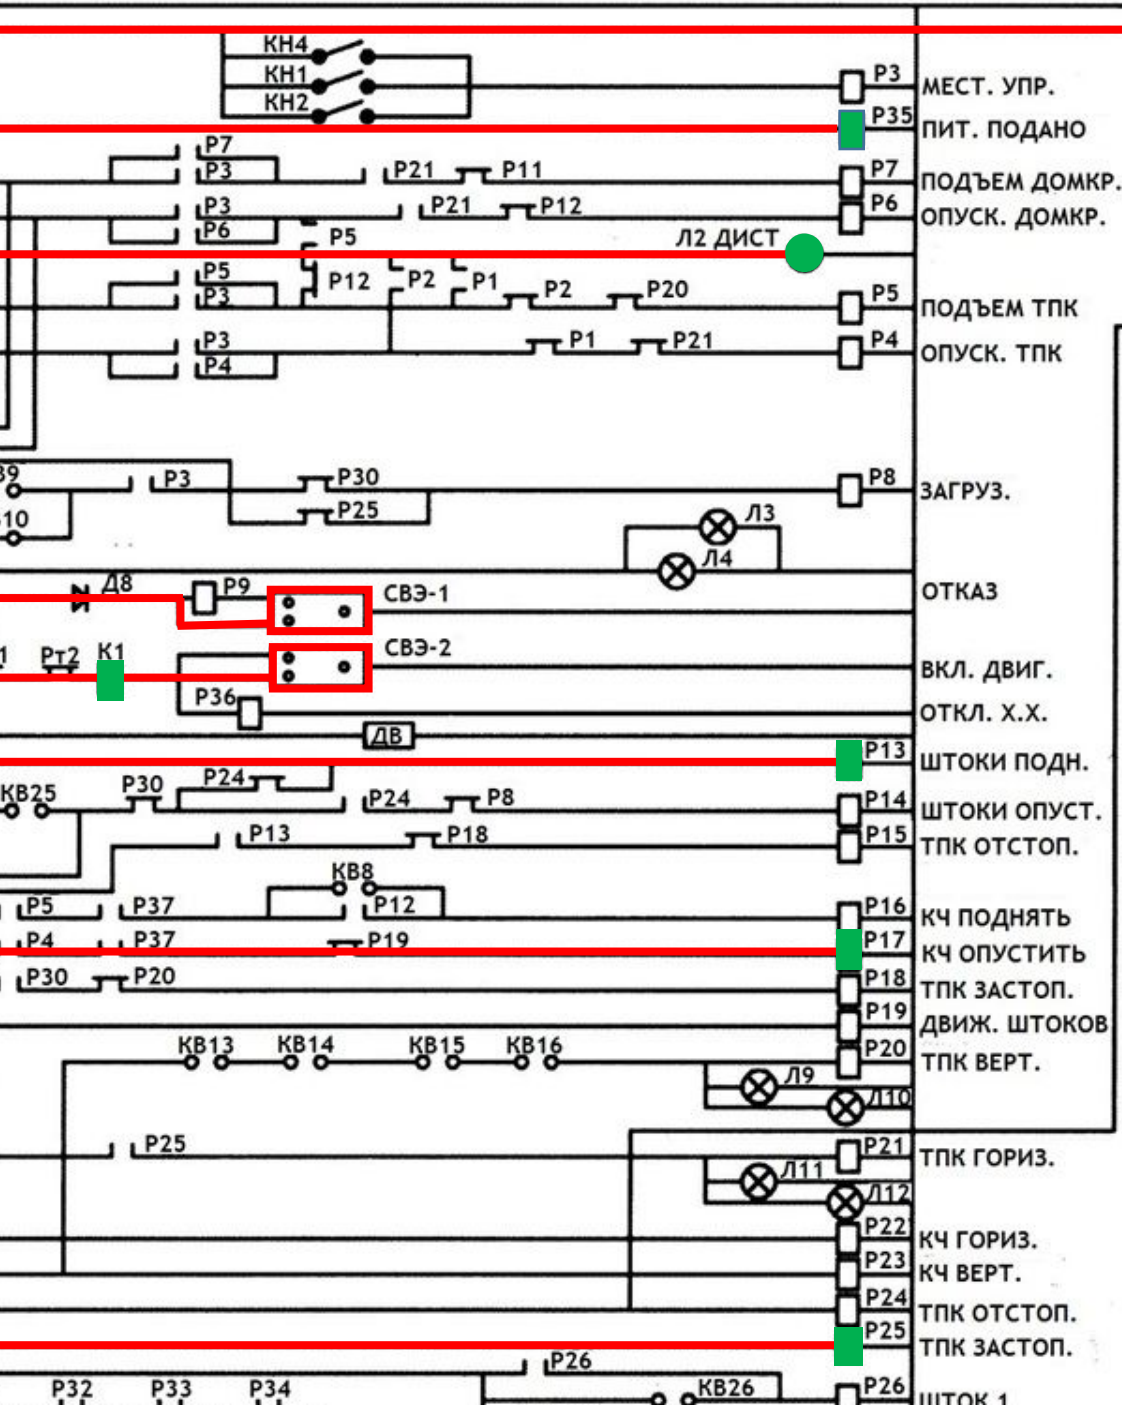 КН4
КН1
КН2
Р3 МЕСТ. УПР.
Р35 ПИТ. ПОДАНО
Р7
Р3 Р21 Р11 Р7 ПОДЪЕМ ДОМКР.
Р3 Р21 Р12 Р6 ОПУСК. ДОМКР.
Р6 Р5 Л2 ДИСТ
Р5 Р12 Р2 Р1
Р3 Р2 Р20 Р5 ПОДЪЕМ ТПК
Р3 Р1 Р21 Р4 ОПУСК. ТПК
Р4
Р3 Р30 Р8 ЗАГРУЗ.
Р25
10
Л3
Л4
Д8 Р9 СВЭ-1 ОТКАЗ
1 Рт2 К1 СВЭ-2 ВКЛ. ДВИГ.
Р36 ОТКЛ. Х.Х.
ДВ
Р13 ШТОКИ ПОДН.
КВ25 Р30 Р24 Р24 Р8 Р14 ШТОКИ ОПУСТ.
Р13 Р18 Р15 ТПК ОТСТОП.
КВ8
Р5 Р37 Р12 Р16 КЧ ПОДНЯТЬ
Р4 Р37 Р19 Р17 КЧ ОПУСТИТЬ
Р30 Р20 Р18 ТПК ЗАСТОП.
Р19 ДВИЖ. ШТОКОВ
КВ13 КВ14 КВ15 КВ16 Р20 ТПК ВЕРТ.
Л9
Л10
Р25 Р21 ТПК ГОРИЗ.
Л11
Л12
Р22 КЧ ГОРИЗ.
Р23 КЧ ВЕРТ.
Р24 ТПК ОТСТОП.
Р25 ТПК ЗАСТОП.
Р26
Р32 Р33 Р34 КВ26 Р26 ШТОК 1